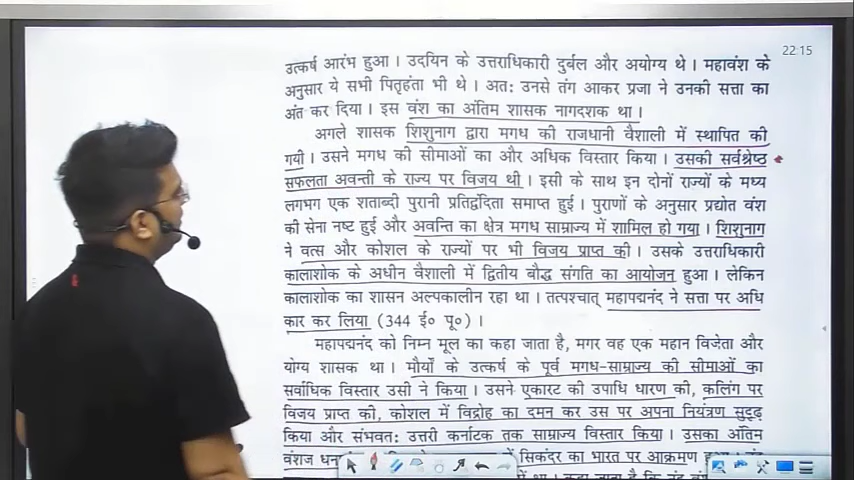 22:15
उत्कर्ष आरंभ हुआ । उदयिन के उत्तराधिकारी दुर्बल और अयोग्य थे । महावंश के
अनुसार ये सभी पितृहंता भी थे । अतः उनसे तंग आकर प्रजा ने उनकी सत्ता का
अंत कर दिया । इस वंश का अंतिम शासक नागदशक था ।
अगले शासक शिशुनाग द्वारा मगध की राजधानी वैशाली में स्थापित की
गयी । उसने मगध की सीमाओं का और अधिक विस्तार किया । उसकी सर्वश्रेष्ठ
सफलता अवन्ती के राज्य पर विजय थी । इसी के साथ इन दोनों राज्यों के मध्य
लगभग एक शताब्दी पुरानी प्रतिद्वंदिता समाप्त हुई । पुराणों के अनुसार प्रद्योत वंश
की सेना नष्ट हुई और अवन्ति का क्षेत्र मगध साम्राज्य में शामिल हो गया । शिशुनाग
ने वत्स और कोशल के राज्यों पर भी विजय प्राप्त की । उसके उत्तराधिकारी
कालाशोक के अधीन वैशाली में द्वितीय बौद्ध संगति का आयोजन हुआ । लेकिन
कालाशोक का शासन अल्पकालीन रहा था । तत्पश्चात् महापद्मनंद ने सत्ता पर अधि
कार कर लिया (344 ई० पू०) ।
महापद्मनंद को निम्न मूल का कहा जाता है, मगर वह एक महान विजेता और
योग्य शासक था । मौर्यों के उत्कर्ष के पूर्व मगध-साम्राज्य की सीमाओं का
सर्वाधिक विस्तार उसी ने किया । उसने एकारट की उपाधि धारण की, कलिंग पर
विजय प्राप्त की, कोशल में विद्रोह का दमन कर उस पर अपना नियंत्रण सुदृढ़
किया और संभवतः उत्तरी कर्नाटक तक साम्राज्य विस्तार किया । उसका अंतिम
वंशज सिकंदर का भारत पर आक्रमण
में था । कहा जाता है कि नंद